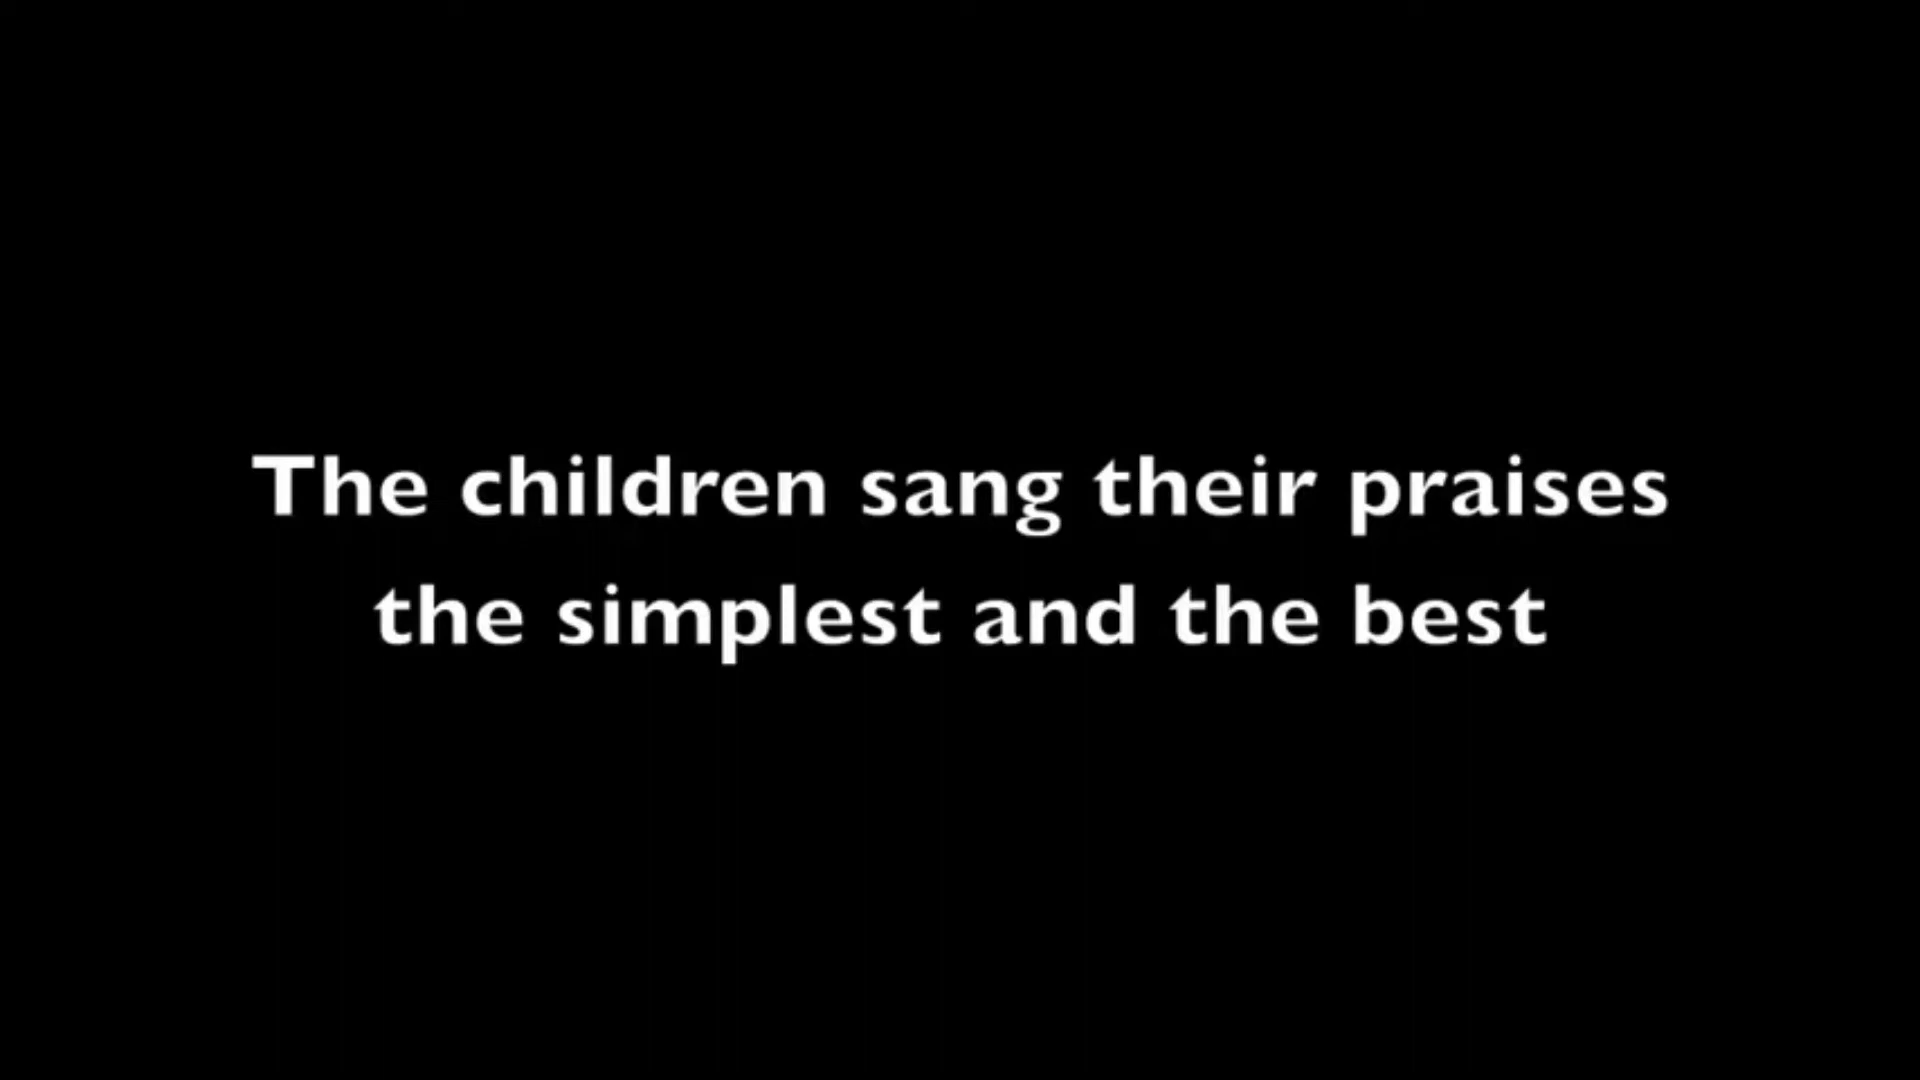 The children sang their praises
the simplest and the best